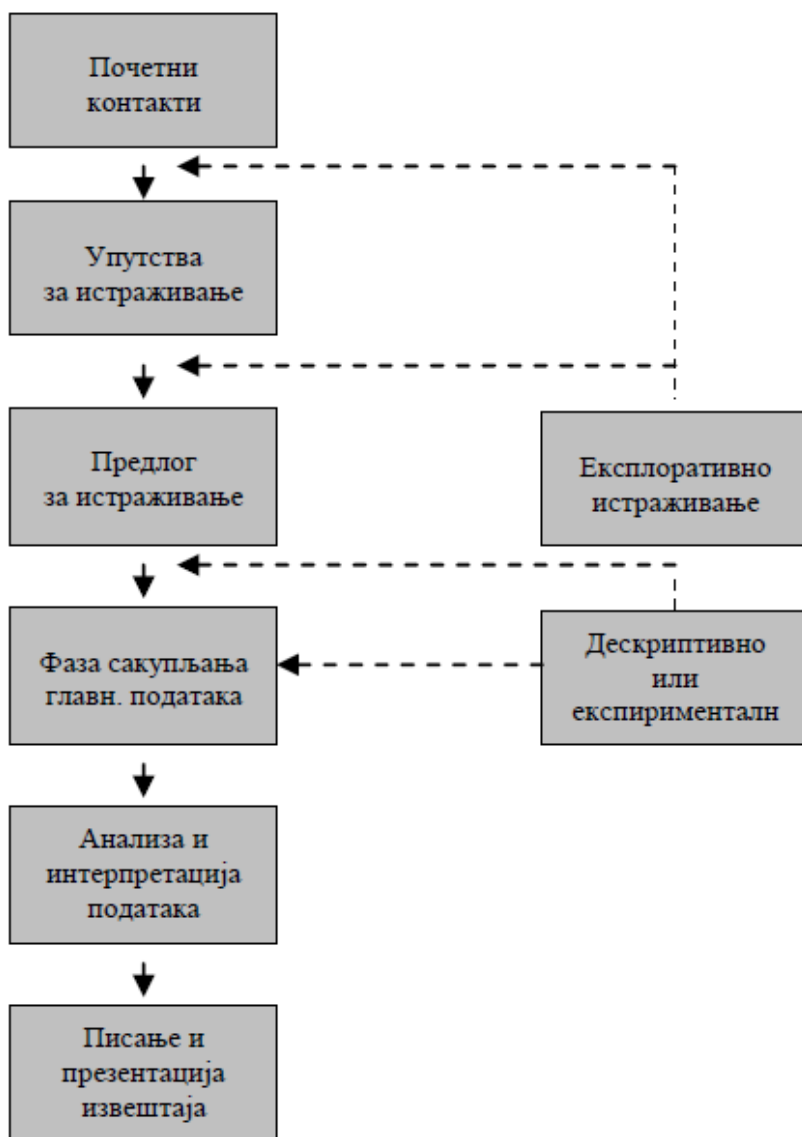 Почетни
контакти
Упутства
за истраживање
Предлог
за истраживање
Експлоративно
истраживање
Фаза сакупљања
главн. података
Дескриптивно
или
експирименталн
Анализа и
интерпретација
података
Писање и
презентација
извештаја